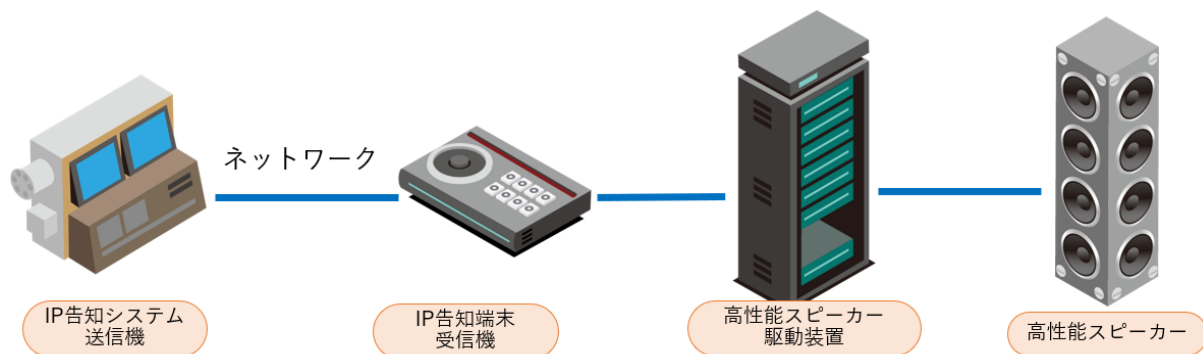 ネットワーク
IP告知システム
送信機
IP告知端末
受信機
高性能スピーカー
駆動装置
高性能スピーカー